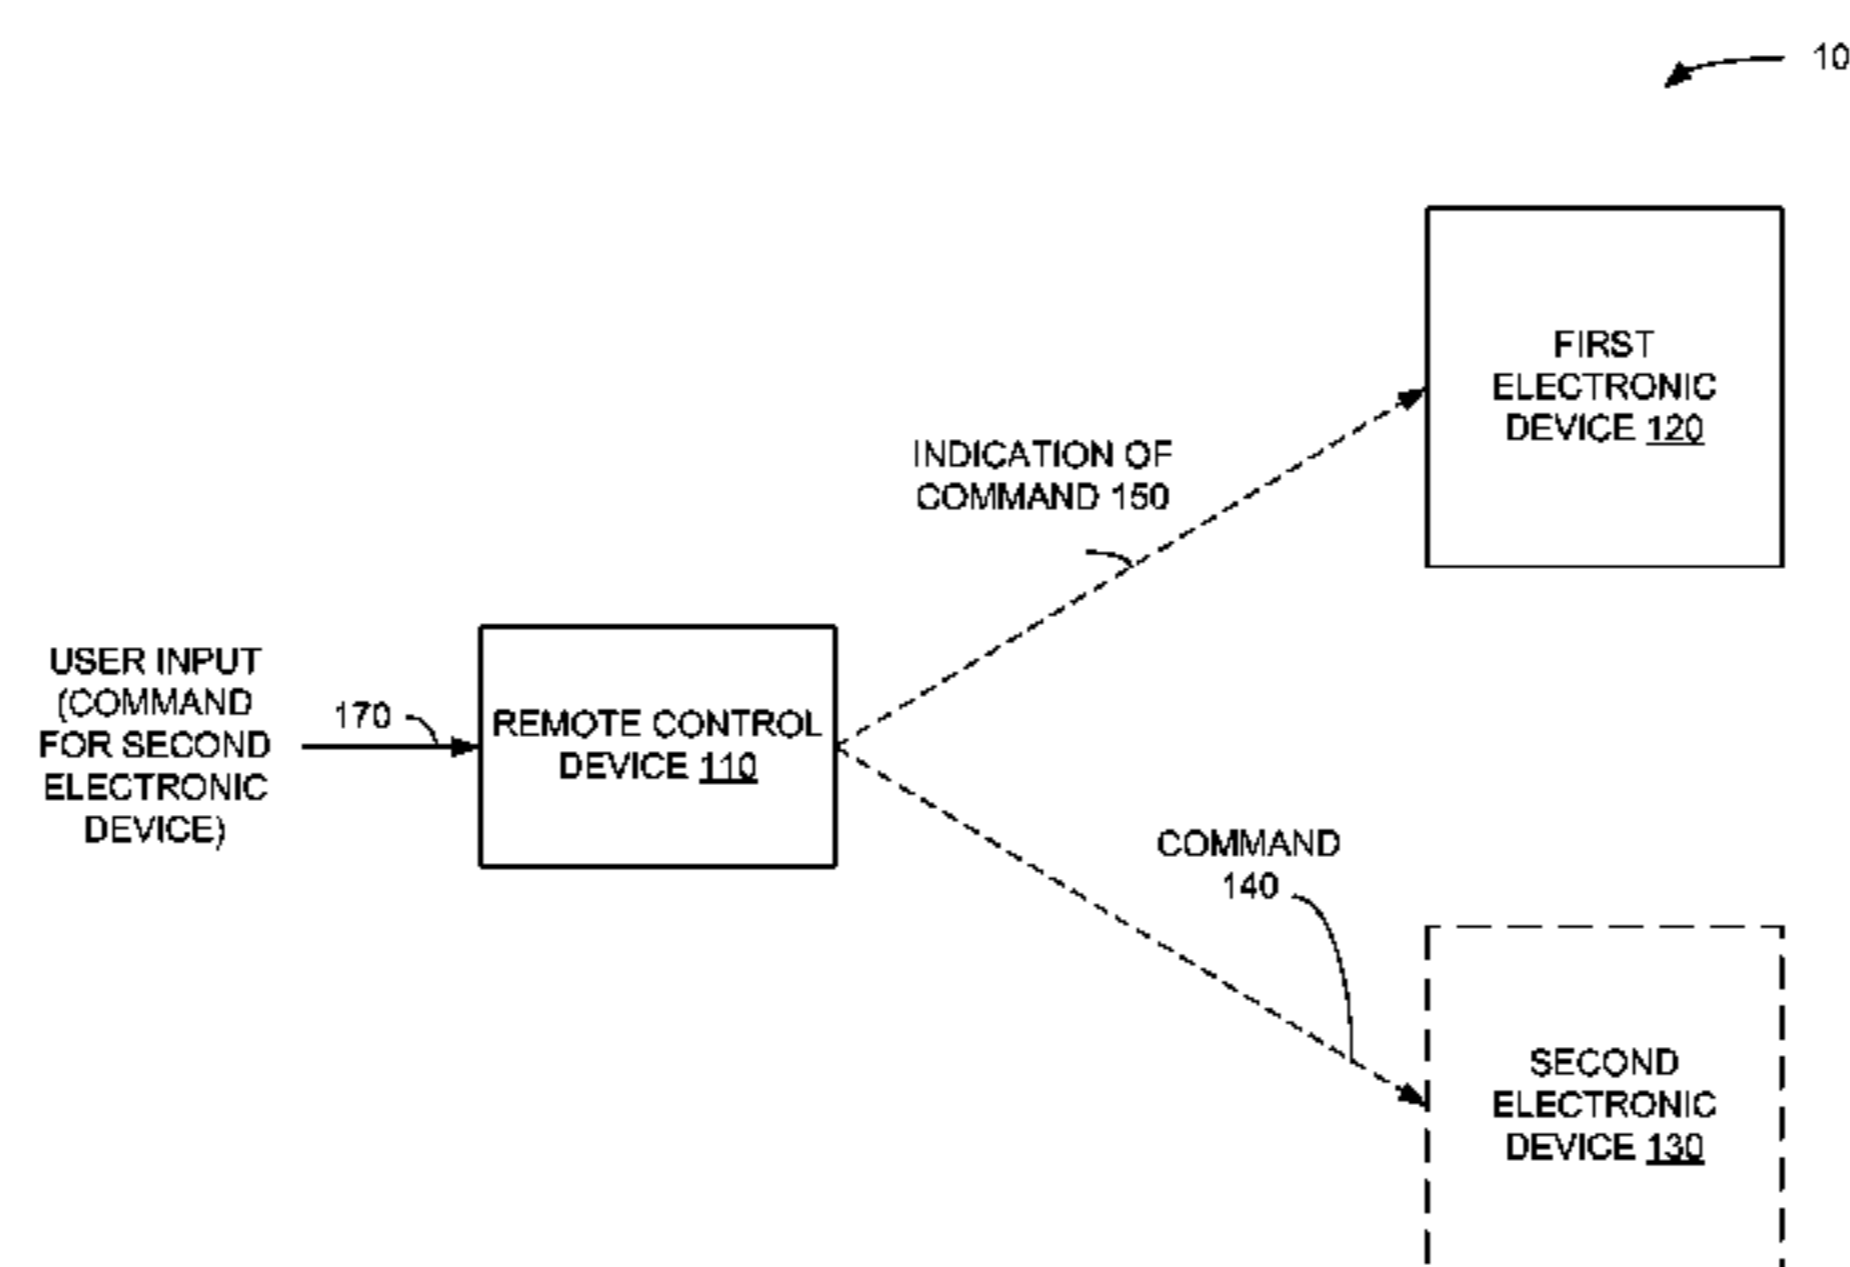 10
FIRST
ELECTRONIC
DEVICE 120
INDICATION OF
COMMAND 150
USER INPUT
(COMMAND
FOR SECOND
ELECTRONIC
DEVICE)
170
REMOTE CONTROL
DEVICE 110
COMMAND
140
SECOND
ELECTRONIC
DEVICE 130